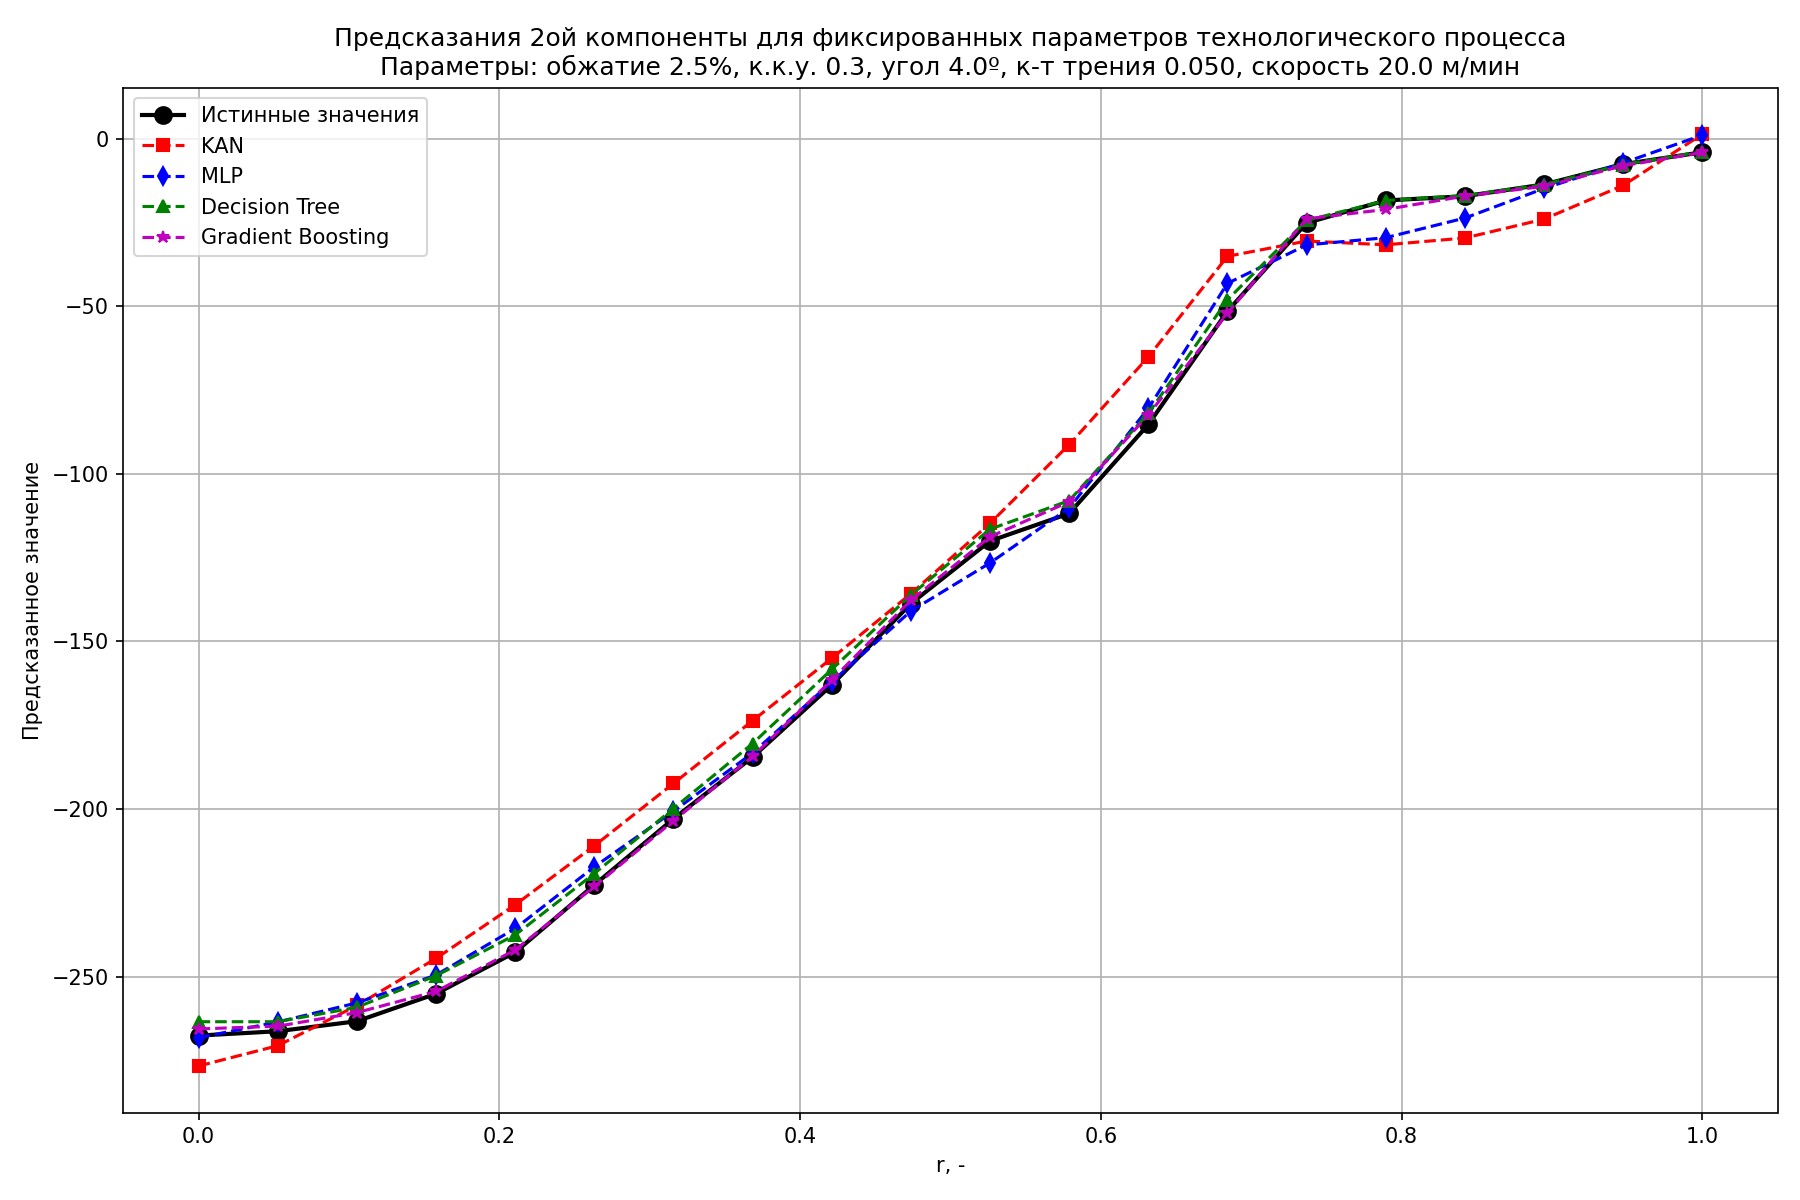 Предсказания 2ой компоненты для фиксированных параметров технологического процесса
Параметры: обжатие 2.5%, к.к.у. 0.3, угол 4.0º, к-т трения 0.050, скорость 20.0 м/мин
Истинные значения
KAN
MLP
Decision Tree
Gradient Boosting
Предсказанное значение
0
−50
−100
−150
−200
−250
0.0
0.2
0.4
0.6
0.8
1.0
r, -